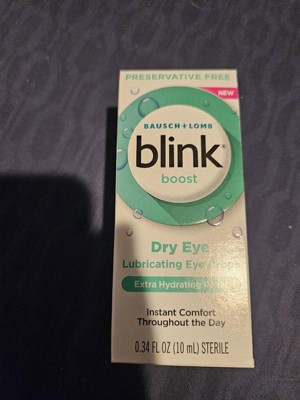 PRESERVATIVE FREE
NEW
BAUSCH + LOMB
blink®
boost
Dry Eye
Lubricating Eye Drops
Extra Hydrating
Instant Comfort
Throughout the Day
0.34 FL OZ (10 mL) STERILE